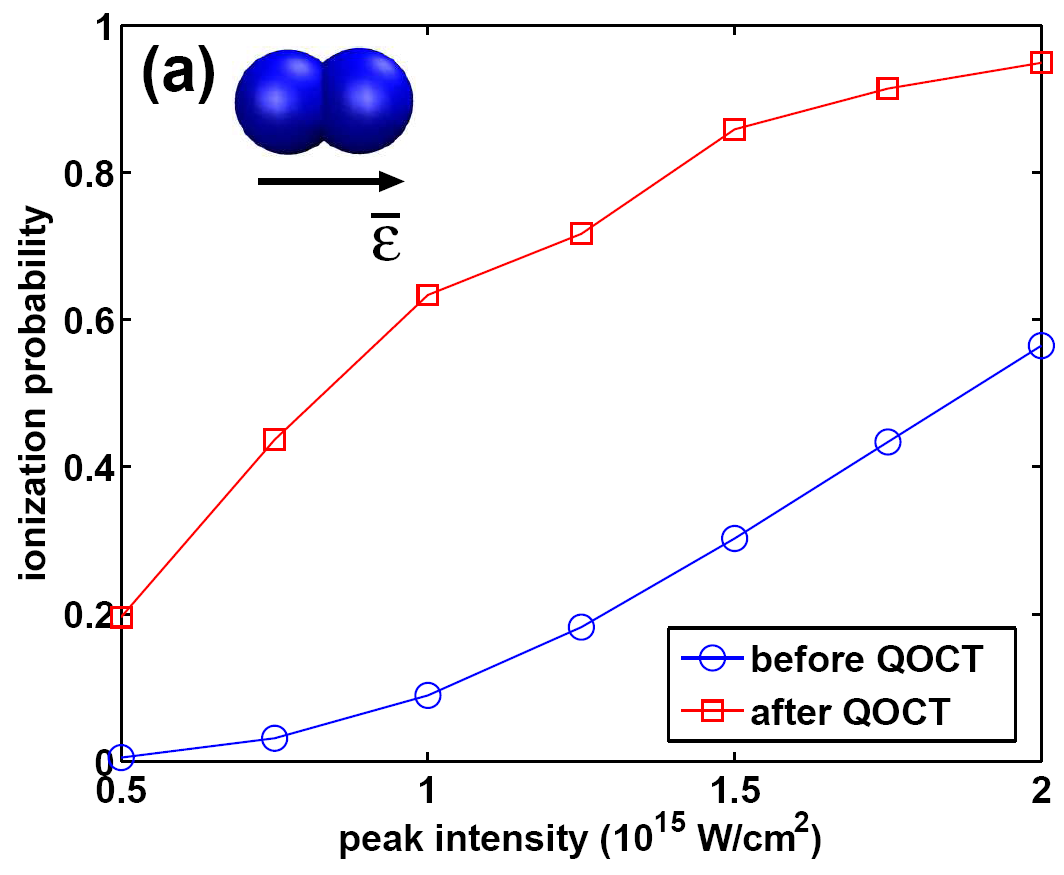 (a)
ε̅
1
0.8
0.6
0.4
0.2
0
0.5
1
1.5
2
ionization probability
peak intensity (10¹⁵ W/cm²)
before QOCT
after QOCT